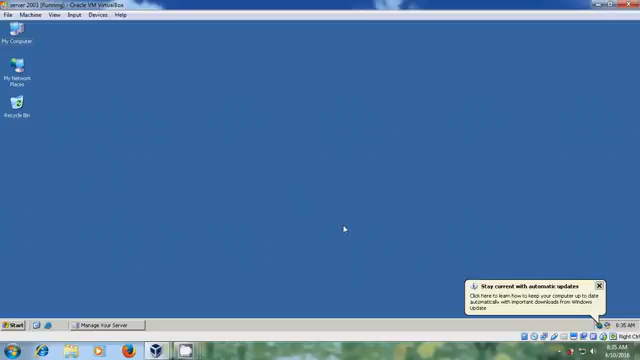 server 2003 [Running] - Oracle VM VirtualBox
File Machine View Input Devices Help
My Computer
My Network
Places
Recycle Bin
Stay current with automatic updates
Click here to learn how to keep your computer up to date
automatically with important downloads from Windows
Update
Start
Manage Your Server
8:35 AM
Right Ctrl
8:35 AM
4/10/2016